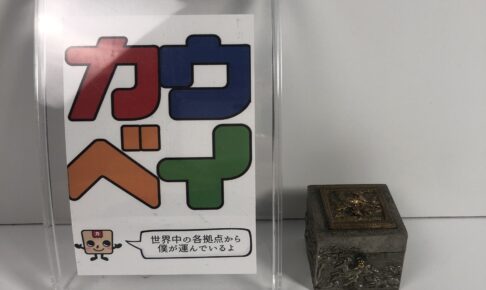 カウ
ベイ
世界中の各拠点から
僕が運んでいるよ